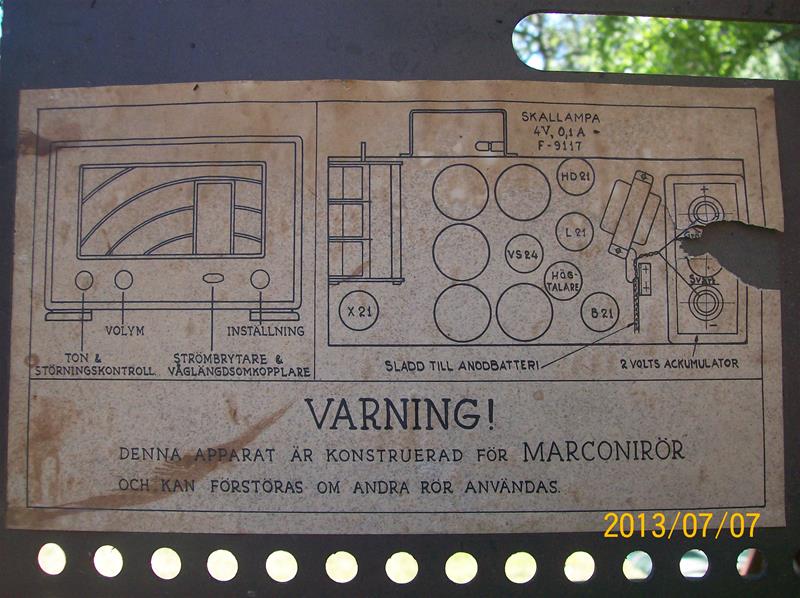 VOLYM
INSTÄLLNING
TON &
STÖRNINGSKONTROLL
STRÖMBRYTARE &
VÅGLÄNGDSOMKOPPLARE
SKALLAMPA
4V, 0,1 A
F-9117
HD21
L21
VS24
HÖG-
TALARE
X21
B21
+
Svart
-
SLADD TILL ANODBATTERI
2 VOLTS ACKUMULATOR
VARNING!
DENNA APPARAT ÄR KONSTRUERAD FÖR MARCONIRÖR
OCH KAN FÖRSTÖRAS OM ANDRA RÖR ANVÄNDAS.
2013/07/07